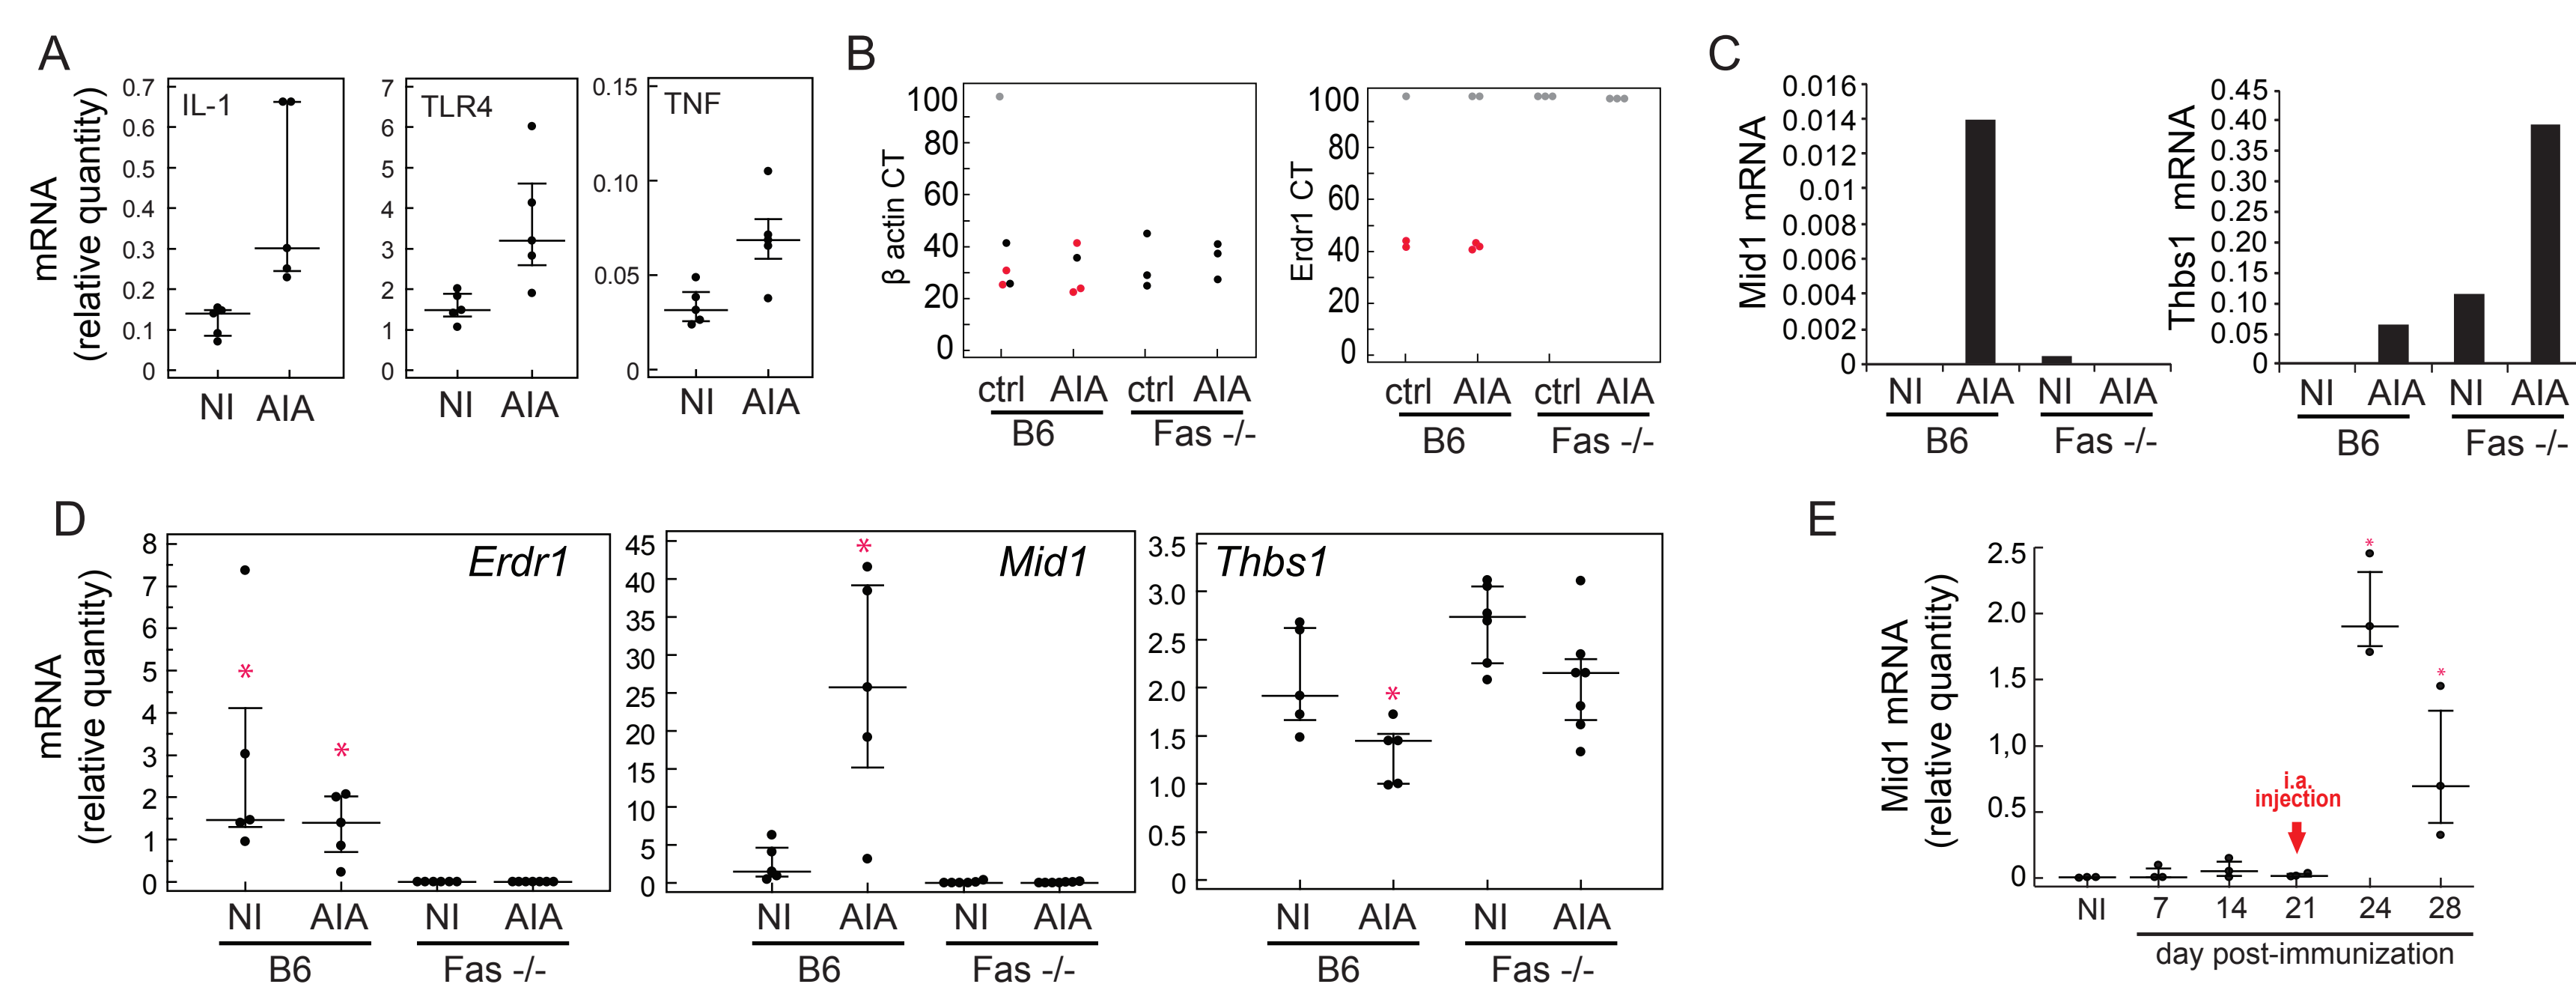 A
mRNA
(relative quantity)
IL-1
0.7
0.6
0.5
0.4
0.3
0.2
0.1
0
NI AIA
TLR4
7
6
5
4
3
2
1
0
NI AIA
TNF
0.15
0.10
0.05
0
NI AIA
B
β actin CT
100
80
60
40
20
0
ctrl AIA ctrl AIA
B6 Fas -/-
Erdr1 CT
100
80
60
40
20
0
ctrl AIA ctrl AIA
B6 Fas -/-
C
Mid1 mRNA
0.016
0.014
0.012
0.01
0.008
0.006
0.004
0.002
0
NI AIA NI AIA
B6 Fas -/-
Thbs1 mRNA
0.45
0.40
0.35
0.30
0.25
0.20
0.15
0.10
0.05
0
NI AIA NI AIA
B6 Fas -/-
D
mRNA
(relative quantity)
Erdr1
8
7
6
5
4
3
2
1
0
*
*
NI AIA NI AIA
B6 Fas -/-
Mid1
45
40
35
30
25
20
15
10
5
0
*
NI AIA NI AIA
B6 Fas -/-
Thbs1
3.5
3.0
2.5
2.0
1.5
1.0
0.5
0
*
NI AIA NI AIA
B6 Fas -/-
E
Mid1 mRNA
(relative quantity)
2.5
2.0
1.5
1,0
0.5
0
*
*
i.a.
injection
NI 7 14 21 24 28
day post-immunization